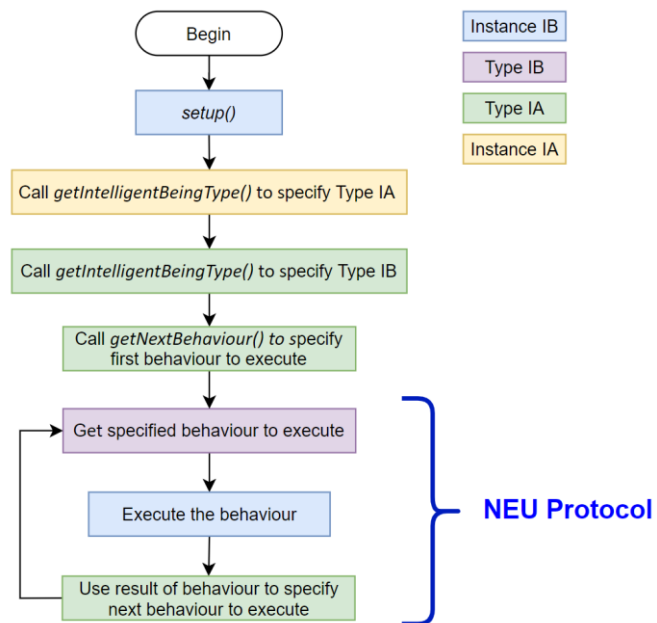 Begin
setup()
Call getIntelligentBeingType() to specify Type IA
Call getIntelligentBeingType() to specify Type IB
Call getNextBehaviour() to specify
first behaviour to execute
Get specified behaviour to execute
Execute the behaviour
Use result of behaviour to specify
next behaviour to execute
Instance IB
Type IB
Type IA
Instance IA
NEU Protocol